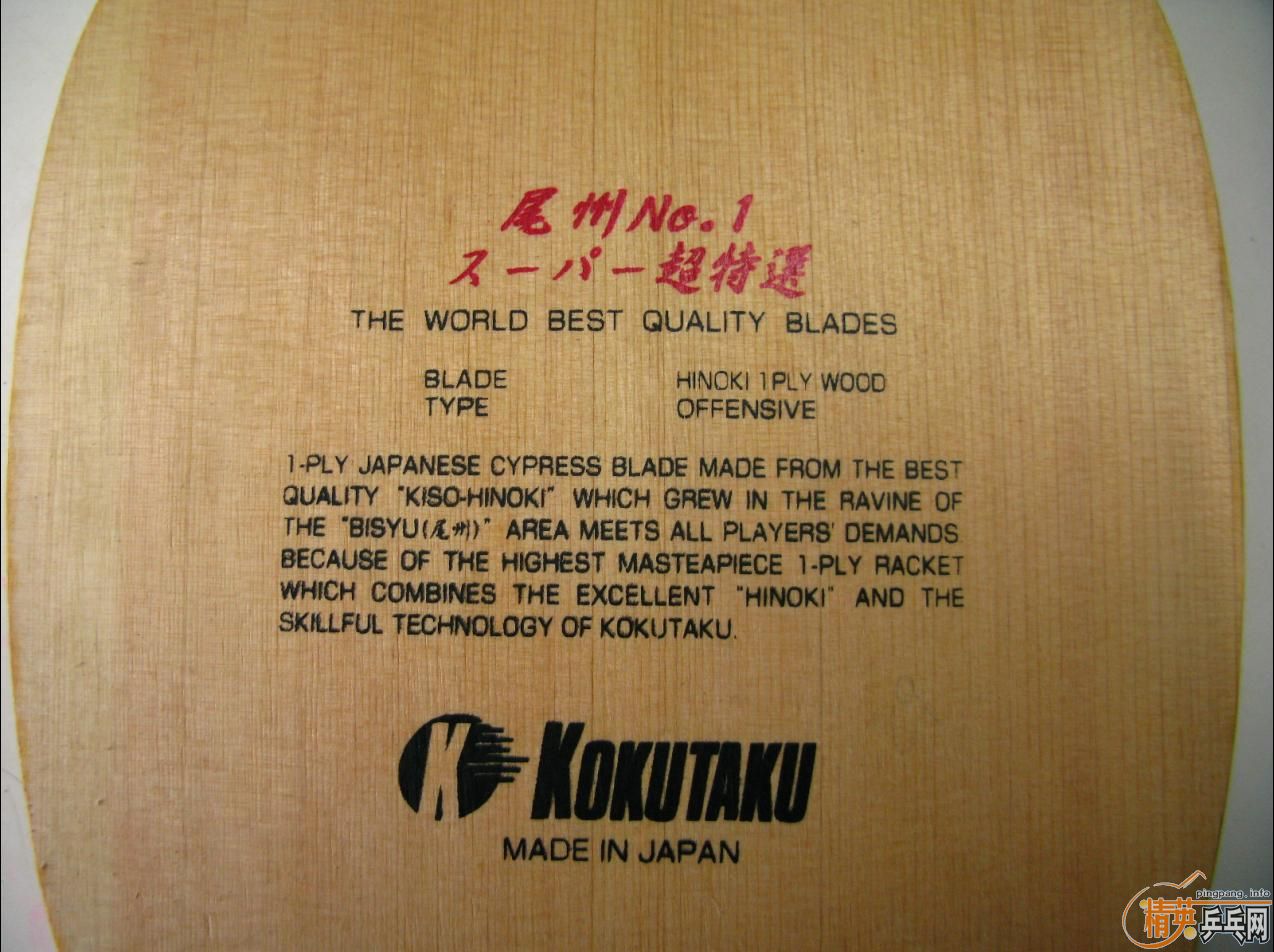 尾州No.1
スーパー超特選
THE WORLD BEST QUALITY BLADES
BLADE HINOKI 1PLY WOOD
TYPE OFFENSIVE
1-PLY JAPANESE CYPRESS BLADE MADE FROM THE BEST
QUALITY "KISO-HINOKI" WHICH GREW IN THE RAVINE OF
THE "BISYU(尾州)" AREA MEETS ALL PLAYERS' DEMANDS.
BECAUSE OF THE HIGHEST MASTEAPIECE 1-PLY RACKET
WHICH COMBINES THE EXCELLENT "HINOKI" AND THE
SKILLFUL TECHNOLOGY OF KOKUTAKU.
K KOKUTAKU
MADE IN JAPAN
pingpang.info
精英乒乓网